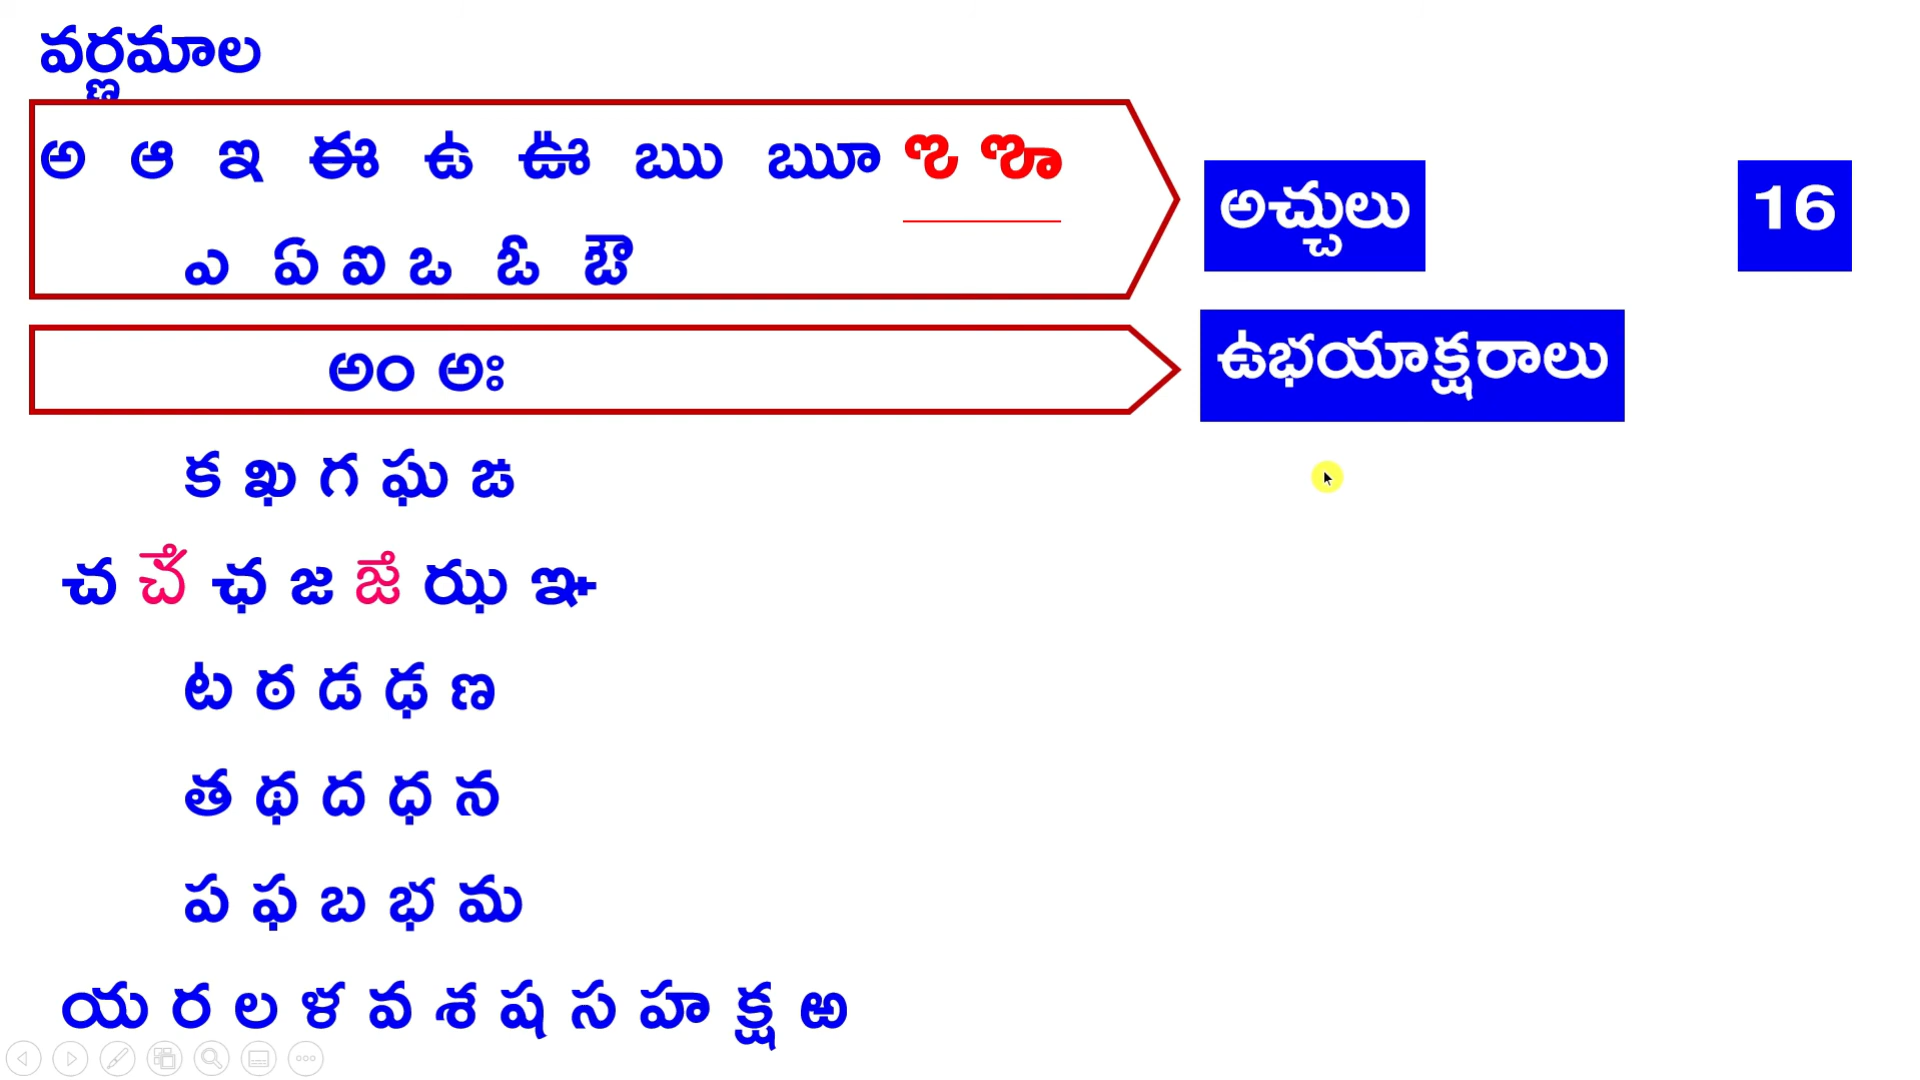 వర్ణమాల
అ ఆ ఇ ఈ ఉ ఊ ఋ ౠ ఌ ౡ
ఎ ఏ ఐ ఒ ఓ ఔ
అచ్చులు
16
అం అః
ఉభయాక్షరాలు
క ఖ గ ఘ ఙ
చ చే ఛ జ జే ఝ ఞ
ట ఠ డ ఢ ణ
త థ ద ధ న
ప ఫ బ భ మ
య ర ల ళ వ శ ష స హ క్ష ఱ